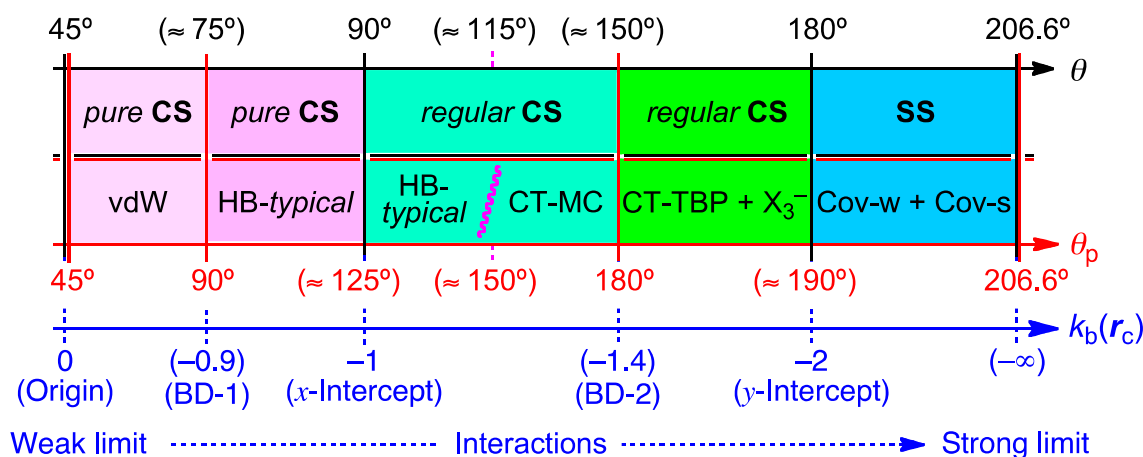 45º (≈ 75º) 90º (≈ 115º) (≈ 150º) 180º 206.6º
θ
pure CS pure CS regular CS regular CS SS
vdW HB-typical HB-typical CT-MC CT-TBP + X₃⁻ Cov-w + Cov-s
θp
45º 90º (≈ 125º) (≈ 150º) 180º (≈ 190º) 206.6º
kb(rc)
0 (–0.9) –1 (–1.4) –2 (–∞)
(Origin) (BD-1) (x-Intercept) (BD-2) (y-Intercept)
Weak limit Interactions Strong limit